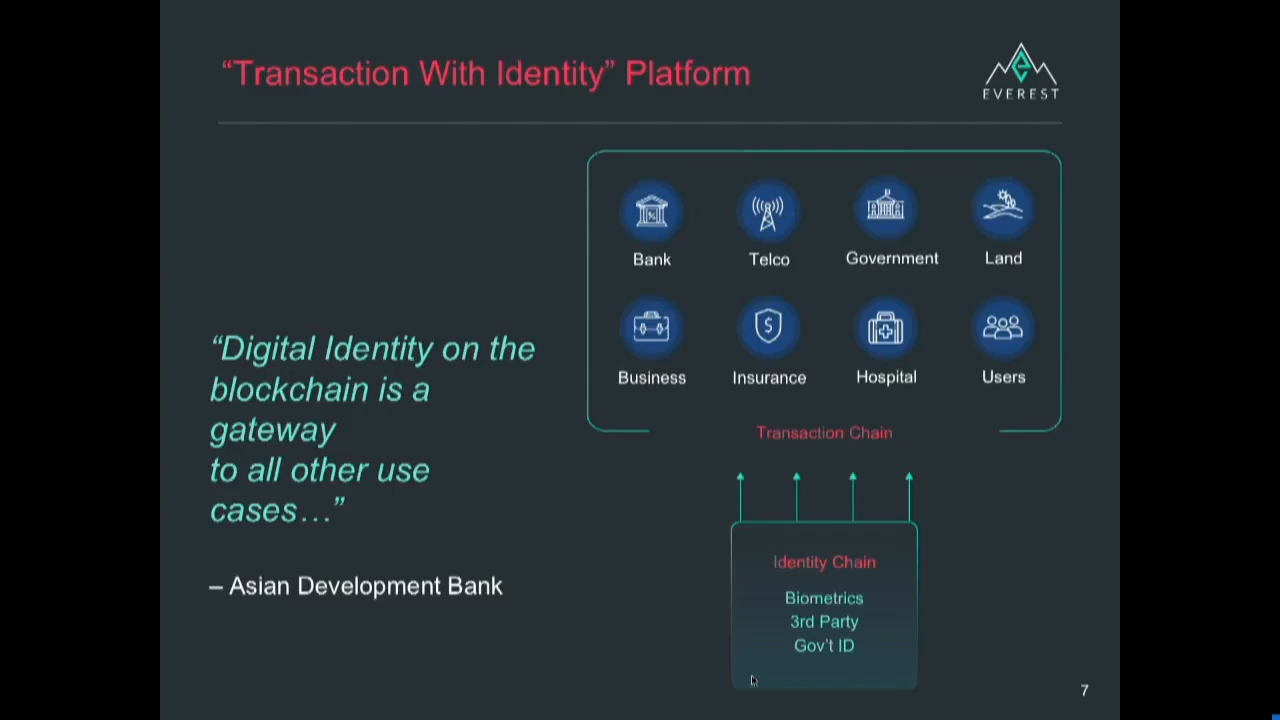 “Transaction With Identity” Platform
EVEREST
Bank
Telco
Government
Land
Business
Insurance
Hospital
Users
Transaction Chain
“Digital Identity on the
blockchain is a
gateway
to all other use
cases…”
– Asian Development Bank
Identity Chain
Biometrics
3rd Party
Gov’t ID
7